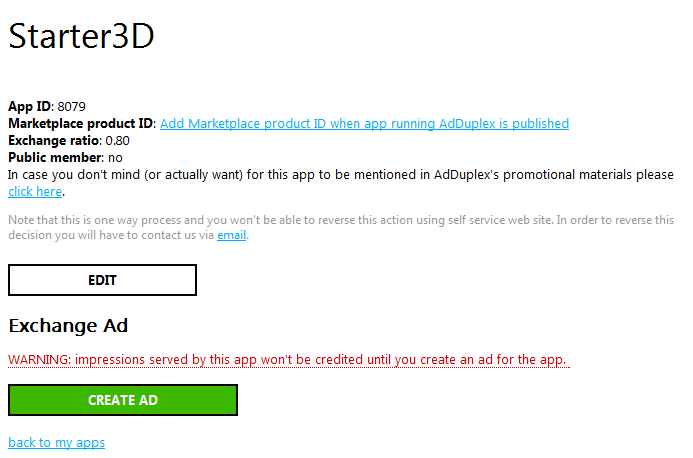 Starter3D
App ID: 8079
Marketplace product ID: Add Marketplace product ID when app running AdDuplex is published
Exchange ratio: 0.80
Public member: no
In case you don't mind (or actually want) for this app to be mentioned in AdDuplex's promotional materials please
click here.
Note that this is one way process and you won't be able to reverse this action using self service web site. In order to reverse this
decision you will have to contact us via email.
EDIT
Exchange Ad
WARNING: impressions served by this app won't be credited until you create an ad for the app.
CREATE AD
back to my apps